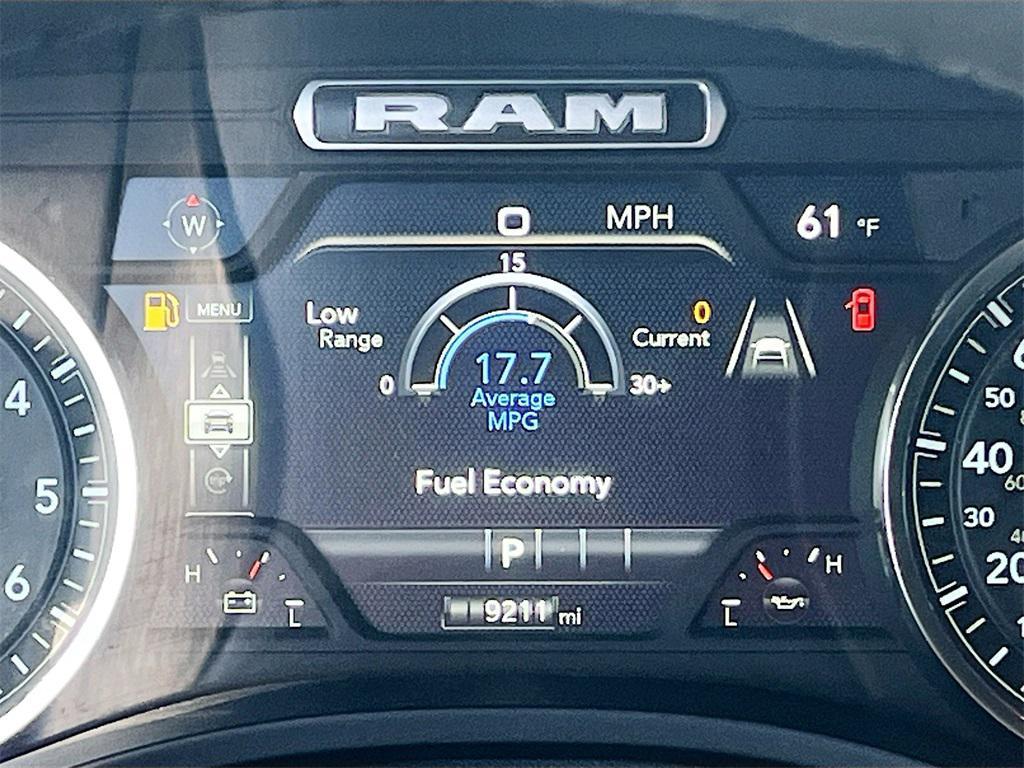 RAM
W
0 MPH
61 °F
15
MENU
Low
Range
0
Current
17.7
0
30+
Average
MPG
Fuel Economy
P
H
L
9211 mi
L
H
4
5
6
50
40
30
20